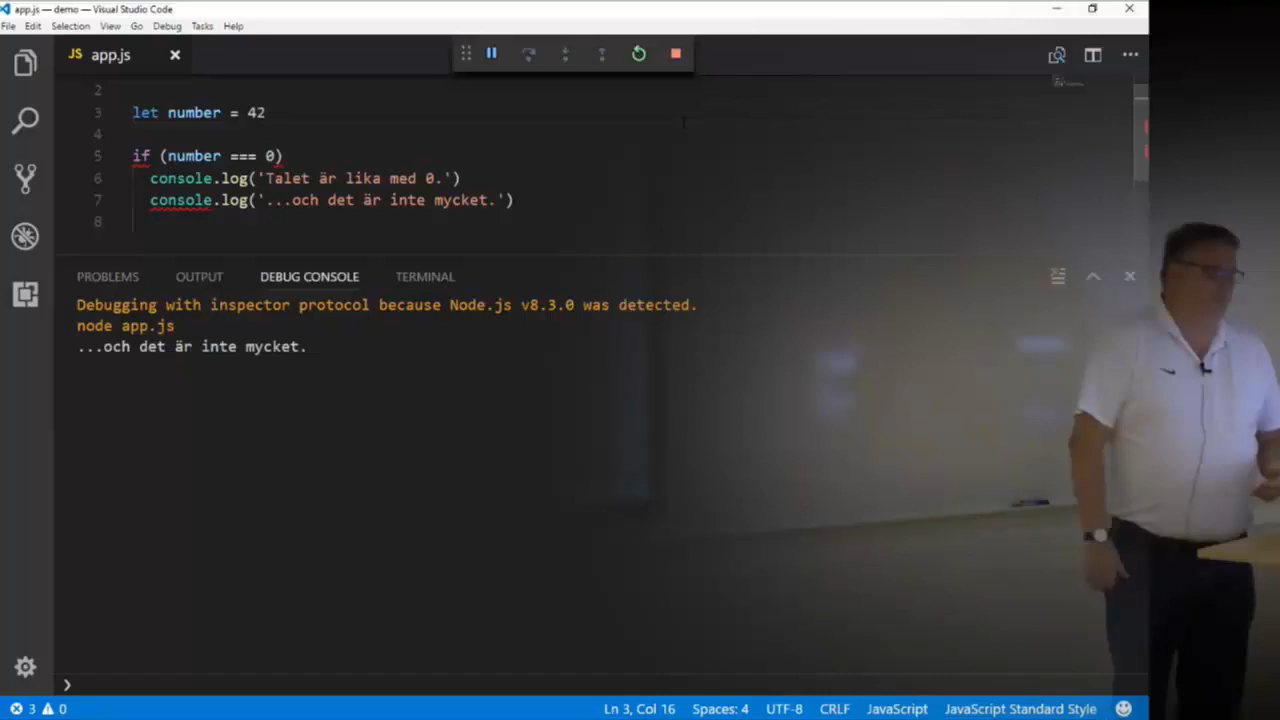 app.js — demo — Visual Studio Code
File Edit Selection View Go Debug Tasks Help
JS app.js
2
3 let number = 42
4
5 if (number === 0)
6 console.log('Talet är lika med 0.')
7 console.log('...och det är inte mycket.')
8
PROBLEMS OUTPUT DEBUG CONSOLE TERMINAL
Debugging with inspector protocol because Node.js v8.3.0 was detected.
node app.js
...och det är inte mycket.
3 0 Ln 3, Col 16 Spaces: 4 UTF-8 CRLF JavaScript JavaScript Standard Style